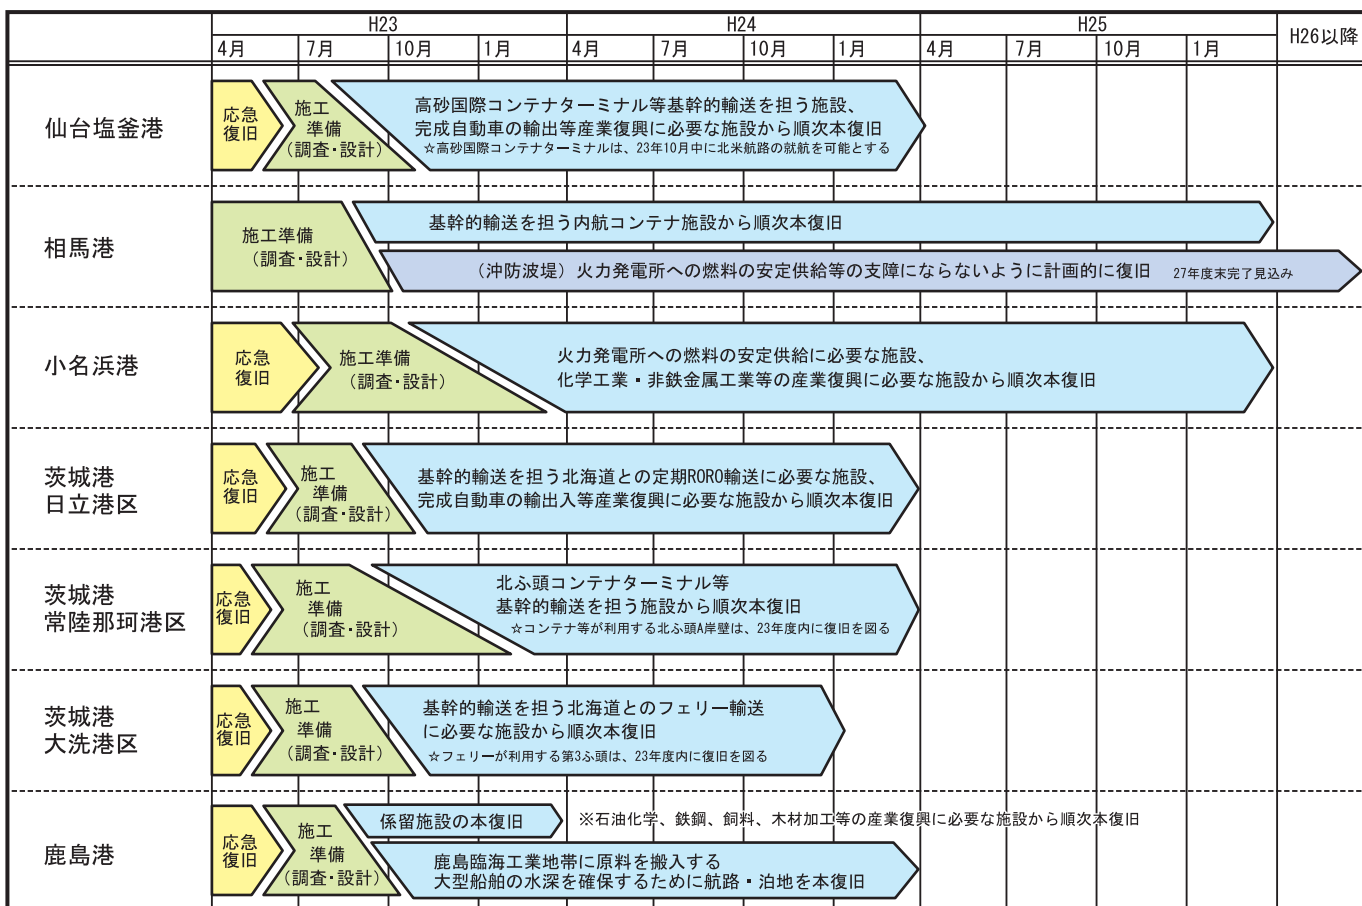 H23
H24
H25
H26以降
4月
7月
10月
1月
4月
7月
10月
1月
4月
7月
10月
1月
仙台塩釜港
応急
復旧
施工
準備
(調査・設計)
高砂国際コンテナターミナル等基幹的輸送を担う施設、
完成自動車の輸出等産業復興に必要な施設から順次本復旧
☆高砂国際コンテナターミナルは、23年10月中に北米航路の就航を可能とする
相馬港
施工準備
(調査・設計)
基幹的輸送を担う内航コンテナ施設から順次本復旧
(沖防波堤)火力発電所への燃料の安定供給等の支障にならないように計画的に復旧 27年度末完了見込み
小名浜港
応急
復旧
施工準備
(調査・設計)
火力発電所への燃料の安定供給に必要な施設、
化学工業・非鉄金属工業等の産業復興に必要な施設から順次本復旧
茨城港
日立港区
応急
復旧
施工
準備
(調査・設計)
基幹的輸送を担う北海道との定期RORO輸送に必要な施設、
完成自動車の輸出入等産業復興に必要な施設から順次本復旧
茨城港
常陸那珂港区
応急
復旧
施工
準備
(調査・設計)
北ふ頭コンテナターミナル等
基幹的輸送を担う施設から順次本復旧
☆コンテナ等が利用する北ふ頭A岸壁は、23年度内に復旧を図る
茨城港
大洗港区
応急
復旧
施工
準備
(調査・設計)
基幹的輸送を担う北海道とのフェリー輸送
に必要な施設から順次本復旧
☆フェリーが利用する第3ふ頭は、23年度内に復旧を図る
鹿島港
応急
復旧
施工
準備
(調査・設計)
係留施設の本復旧
※石油化学、鉄鋼、飼料、木材加工等の産業復興に必要な施設から順次本復旧
鹿島臨海工業地帯に原料を搬入する
大型船舶の水深を確保するために航路・泊地を本復旧